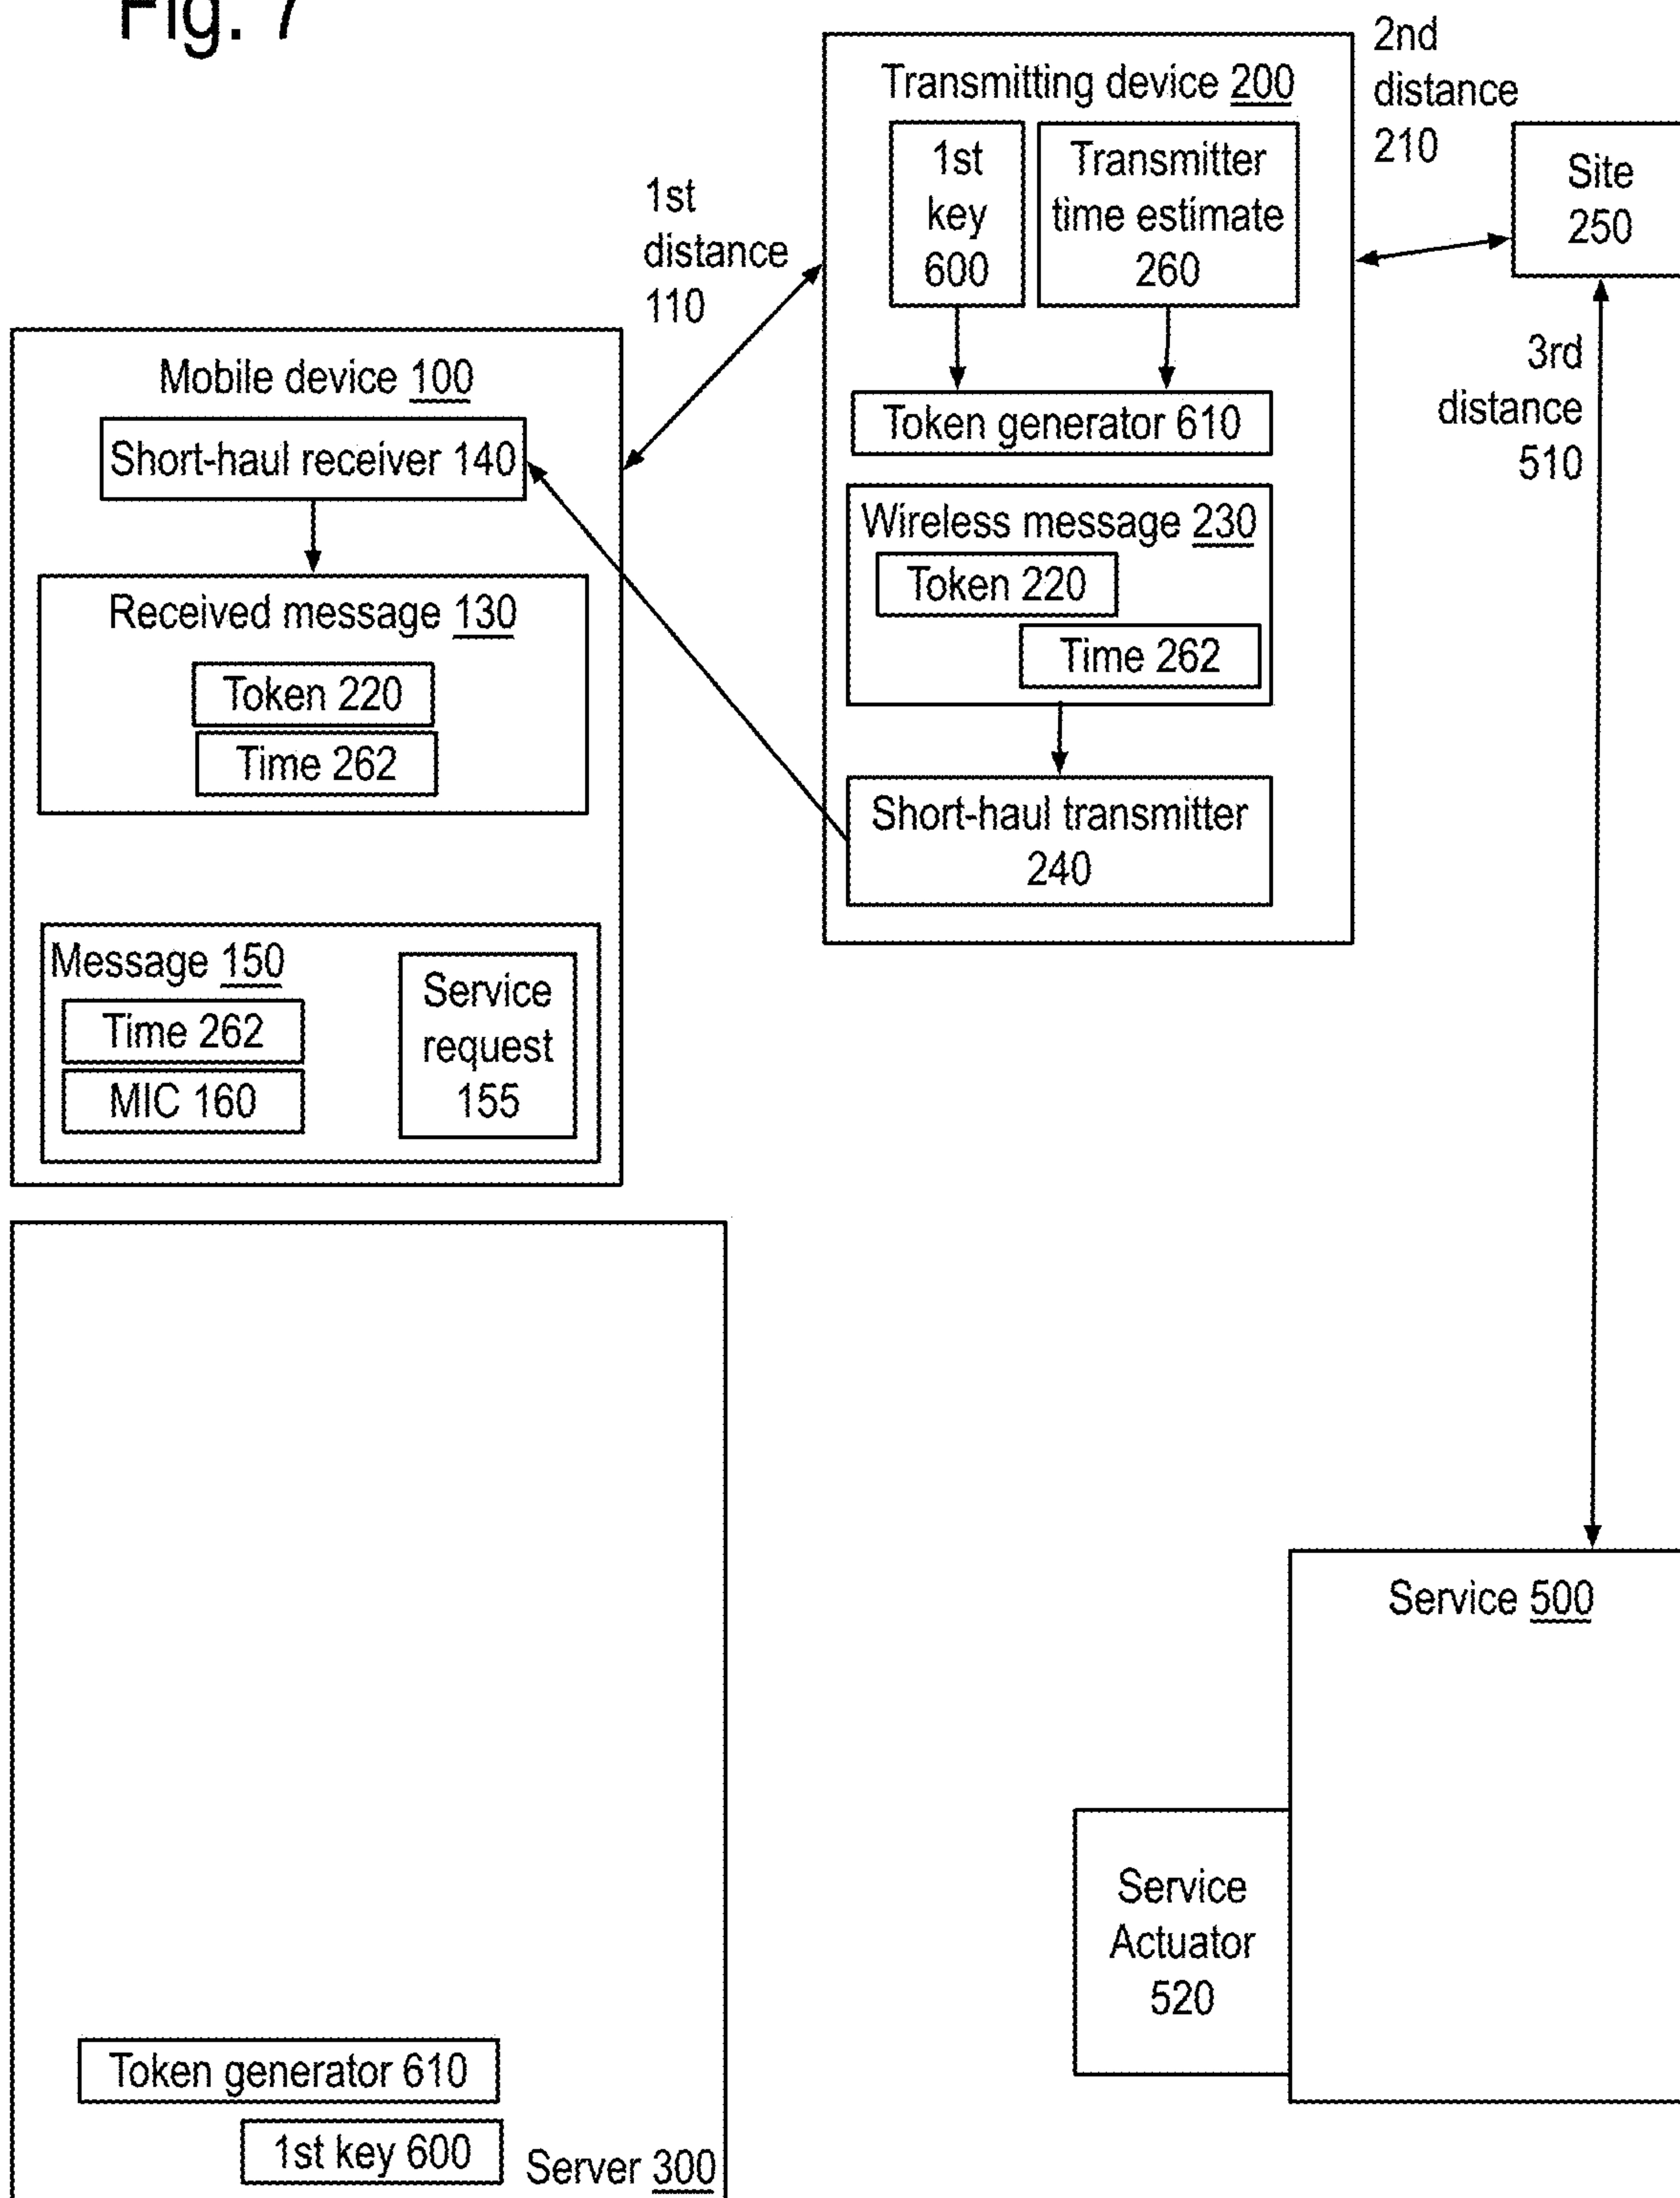 Fig. 7
Transmitting device 200
1st
key
600
Transmitter
time estimate
260
Token generator 610
Wireless message 230
Token 220
Time 262
Short-haul transmitter
240
2nd
distance
210
Site
250
1st
distance
110
3rd
distance
510
Mobile device 100
Short-haul receiver 140
Received message 130
Token 220
Time 262
Message 150
Time 262
MIC 160
Service
request
155
Service 500
Service
Actuator
520
Token generator 610
1st key 600
Server 300